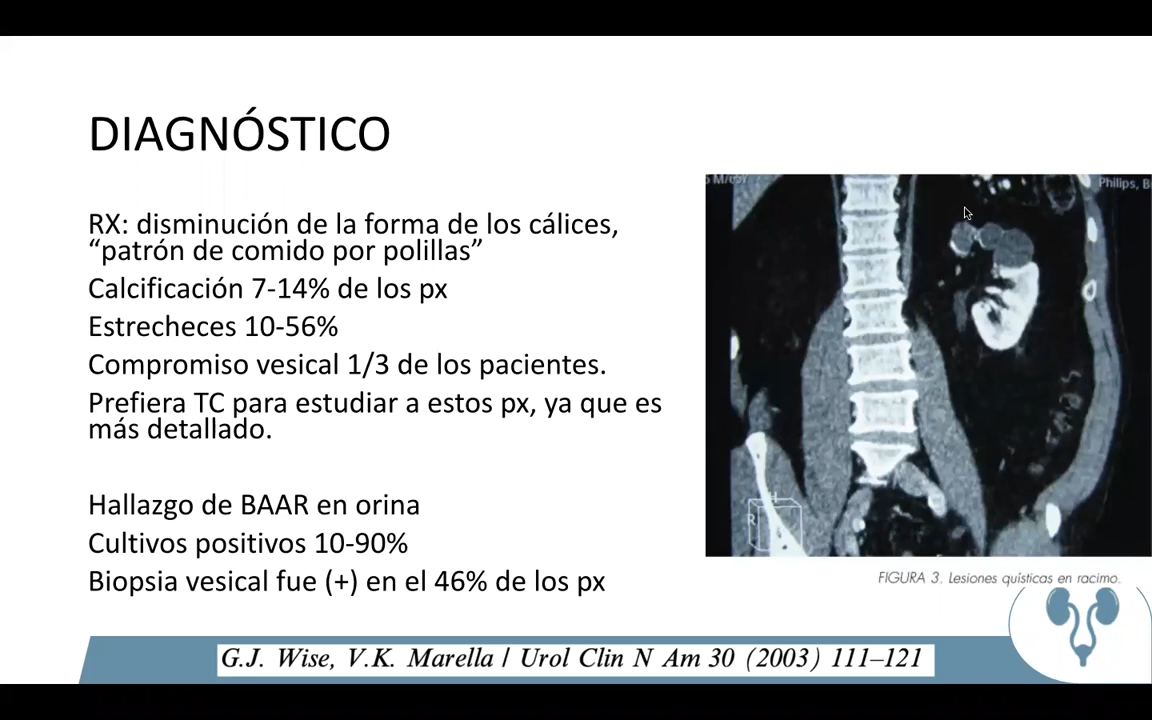 DIAGNÓSTICO
RX: disminución de la forma de los cálices,
“patrón de comido por polillas”
Calcificación 7-14% de los px
Estrecheces 10-56%
Compromiso vesical 1/3 de los pacientes.
Prefiera TC para estudiar a estos px, ya que es
más detallado.
Hallazgo de BAAR en orina
Cultivos positivos 10-90%
Biopsia vesical fue (+) en el 46% de los px
Philips, B
R
FIGURA 3. Lesiones quísticas en racimo.
G.J. Wise, V.K. Marella / Urol Clin N Am 30 (2003) 111–121